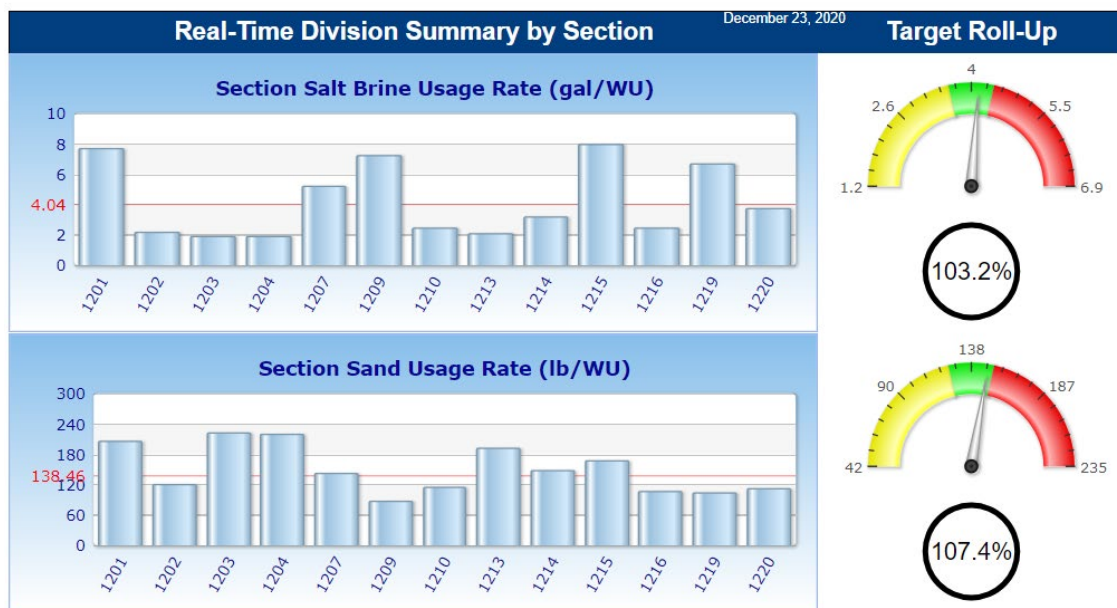 Real-Time Division Summary by Section
December 23, 2020
Target Roll-Up
Section Salt Brine Usage Rate (gal/WU)
10
8
6
4.04
2
0
1201 1202 1203 1204 1207 1209 1210 1213 1214 1215 1216 1219 1220
1.2 2.6 4 5.5 6.9
103.2%
Section Sand Usage Rate (lb/WU)
300
240
180
138.46
120
60
0
1201 1202 1203 1204 1207 1209 1210 1213 1214 1215 1216 1219 1220
42 90 138 187 235
107.4%